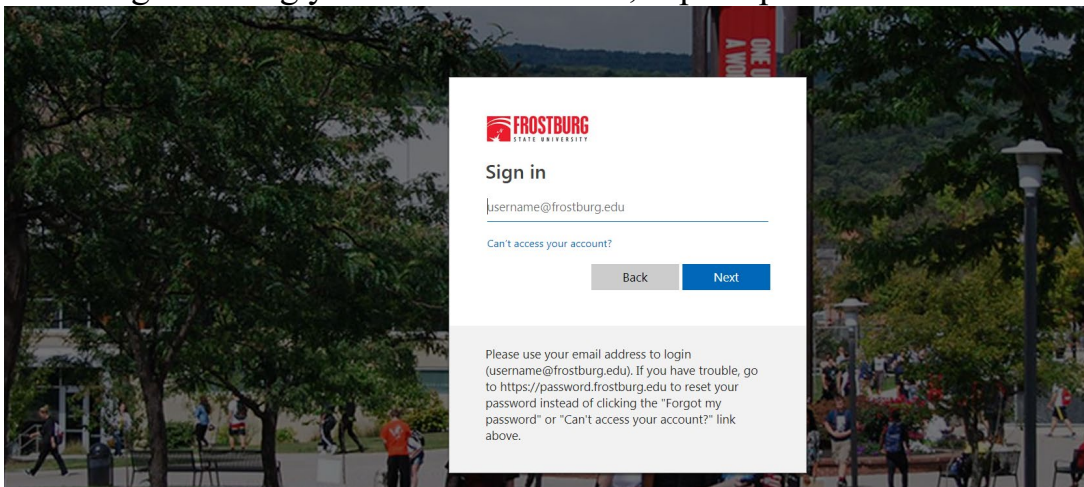 FROSTBURG
STATE UNIVERSITY
Sign in
username@frostburg.edu
Can't access your account?
Back
Next
Please use your email address to login
(username@frostburg.edu). If you have trouble, go
to https://password.frostburg.edu to reset your
password instead of clicking the "Forgot my
password" or "Can't access your account?" link
above.
ONE U
A WO